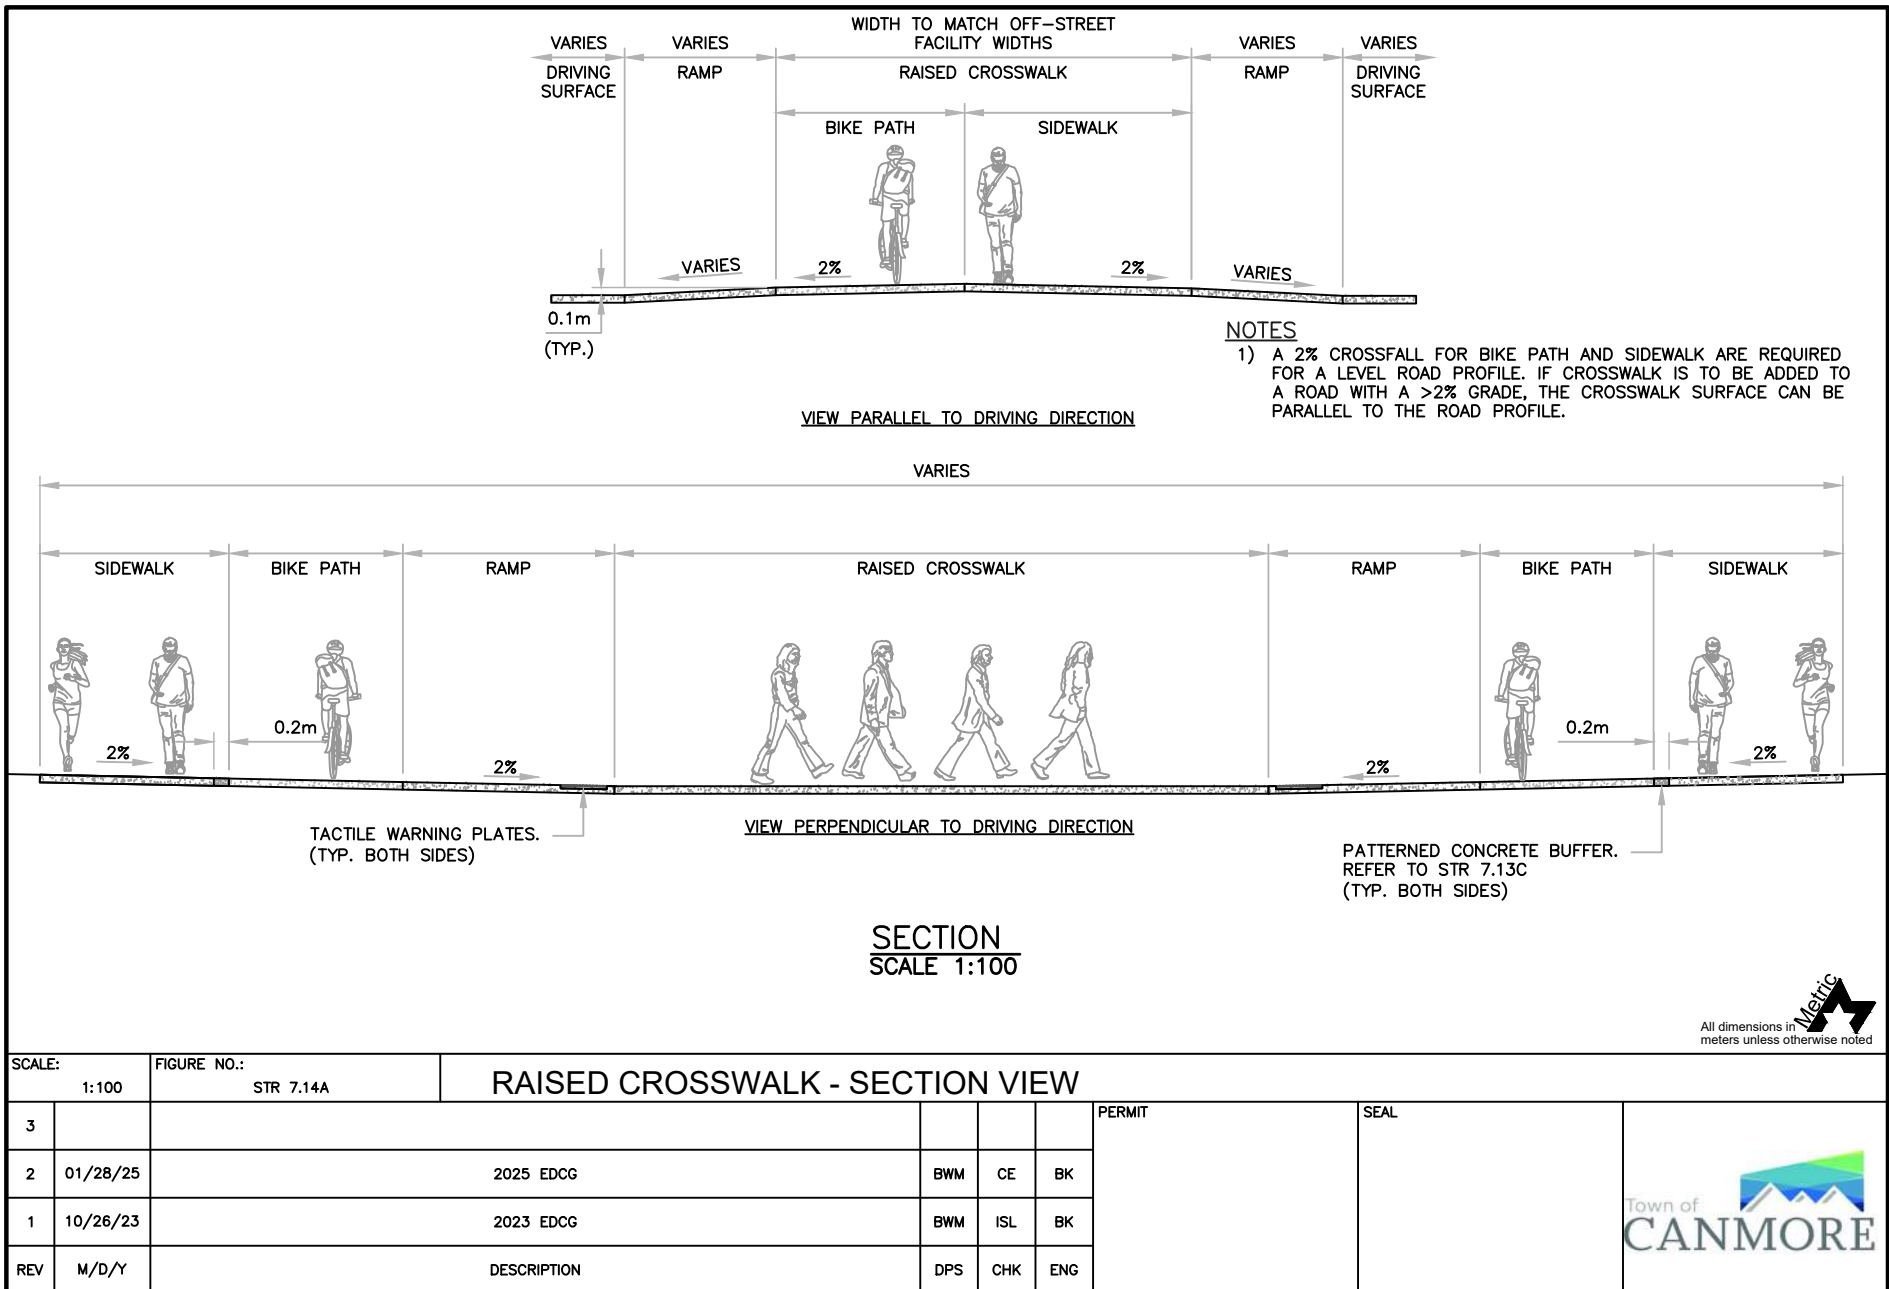 WIDTH TO MATCH OFF-STREET
FACILITY WIDTHS
VARIES VARIES VARIES VARIES
DRIVING SURFACE
RAMP
RAISED CROSSWALK
RAMP
DRIVING SURFACE
BIKE PATH SIDEWALK
VARIES 2% 2% VARIES
0.1m
(TYP.)
NOTES
1) A 2% CROSSFALL FOR BIKE PATH AND SIDEWALK ARE REQUIRED
FOR A LEVEL ROAD PROFILE. IF CROSSWALK IS TO BE ADDED TO
A ROAD WITH A >2% GRADE, THE CROSSWALK SURFACE CAN BE
PARALLEL TO THE ROAD PROFILE.
VIEW PARALLEL TO DRIVING DIRECTION
VARIES
SIDEWALK BIKE PATH RAMP RAISED CROSSWALK RAMP BIKE PATH SIDEWALK
0.2m 0.2m
2% 2% 2% 2%
TACTILE WARNING PLATES.
(TYP. BOTH SIDES)
VIEW PERPENDICULAR TO DRIVING DIRECTION
PATTERNED CONCRETE BUFFER.
REFER TO STR 7.13C
(TYP. BOTH SIDES)
SECTION
SCALE 1:100
Metric
All dimensions in
meters unless otherwise noted
SCALE:
1:100
FIGURE NO.:
STR 7.14A
RAISED CROSSWALK - SECTION VIEW
3
2 01/28/25 2025 EDCG BWM CE BK
1 10/26/23 2023 EDCG BWM ISL BK
REV M/D/Y DESCRIPTION DPS CHK ENG
PERMIT
SEAL
Town of
CANMORE